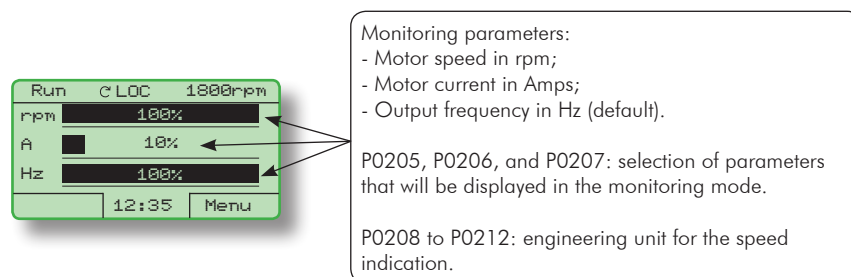 Run ↻LOC 1800rpm
rpm 100%
A 10%
Hz 100%
12:35 Menu
Monitoring parameters:
- Motor speed in rpm;
- Motor current in Amps;
- Output frequency in Hz (default).
P0205, P0206, and P0207: selection of parameters
that will be displayed in the monitoring mode.
P0208 to P0212: engineering unit for the speed
indication.